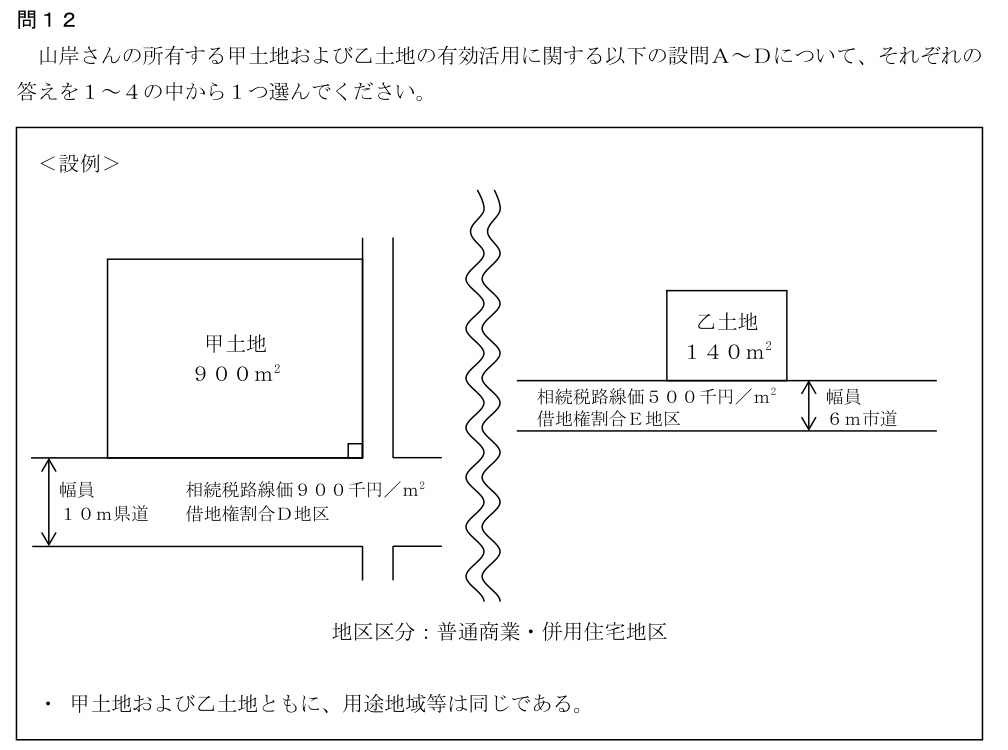 問１２
山岸さんの所有する甲土地および乙土地の有効活用に関する以下の設問Ａ～Ｄについて、それぞれの
答えを１～４の中から１つ選んでください。
＜設例＞
甲土地
９００ｍ²
乙土地
１４０ｍ²
相続税路線価５００千円／ｍ²
借地権割合Ｅ地区
幅員
６ｍ市道
幅員
１０ｍ県道
相続税路線価９００千円／ｍ²
借地権割合Ｄ地区
地区区分：普通商業・併用住宅地区
・ 甲土地および乙土地ともに、用途地域等は同じである。